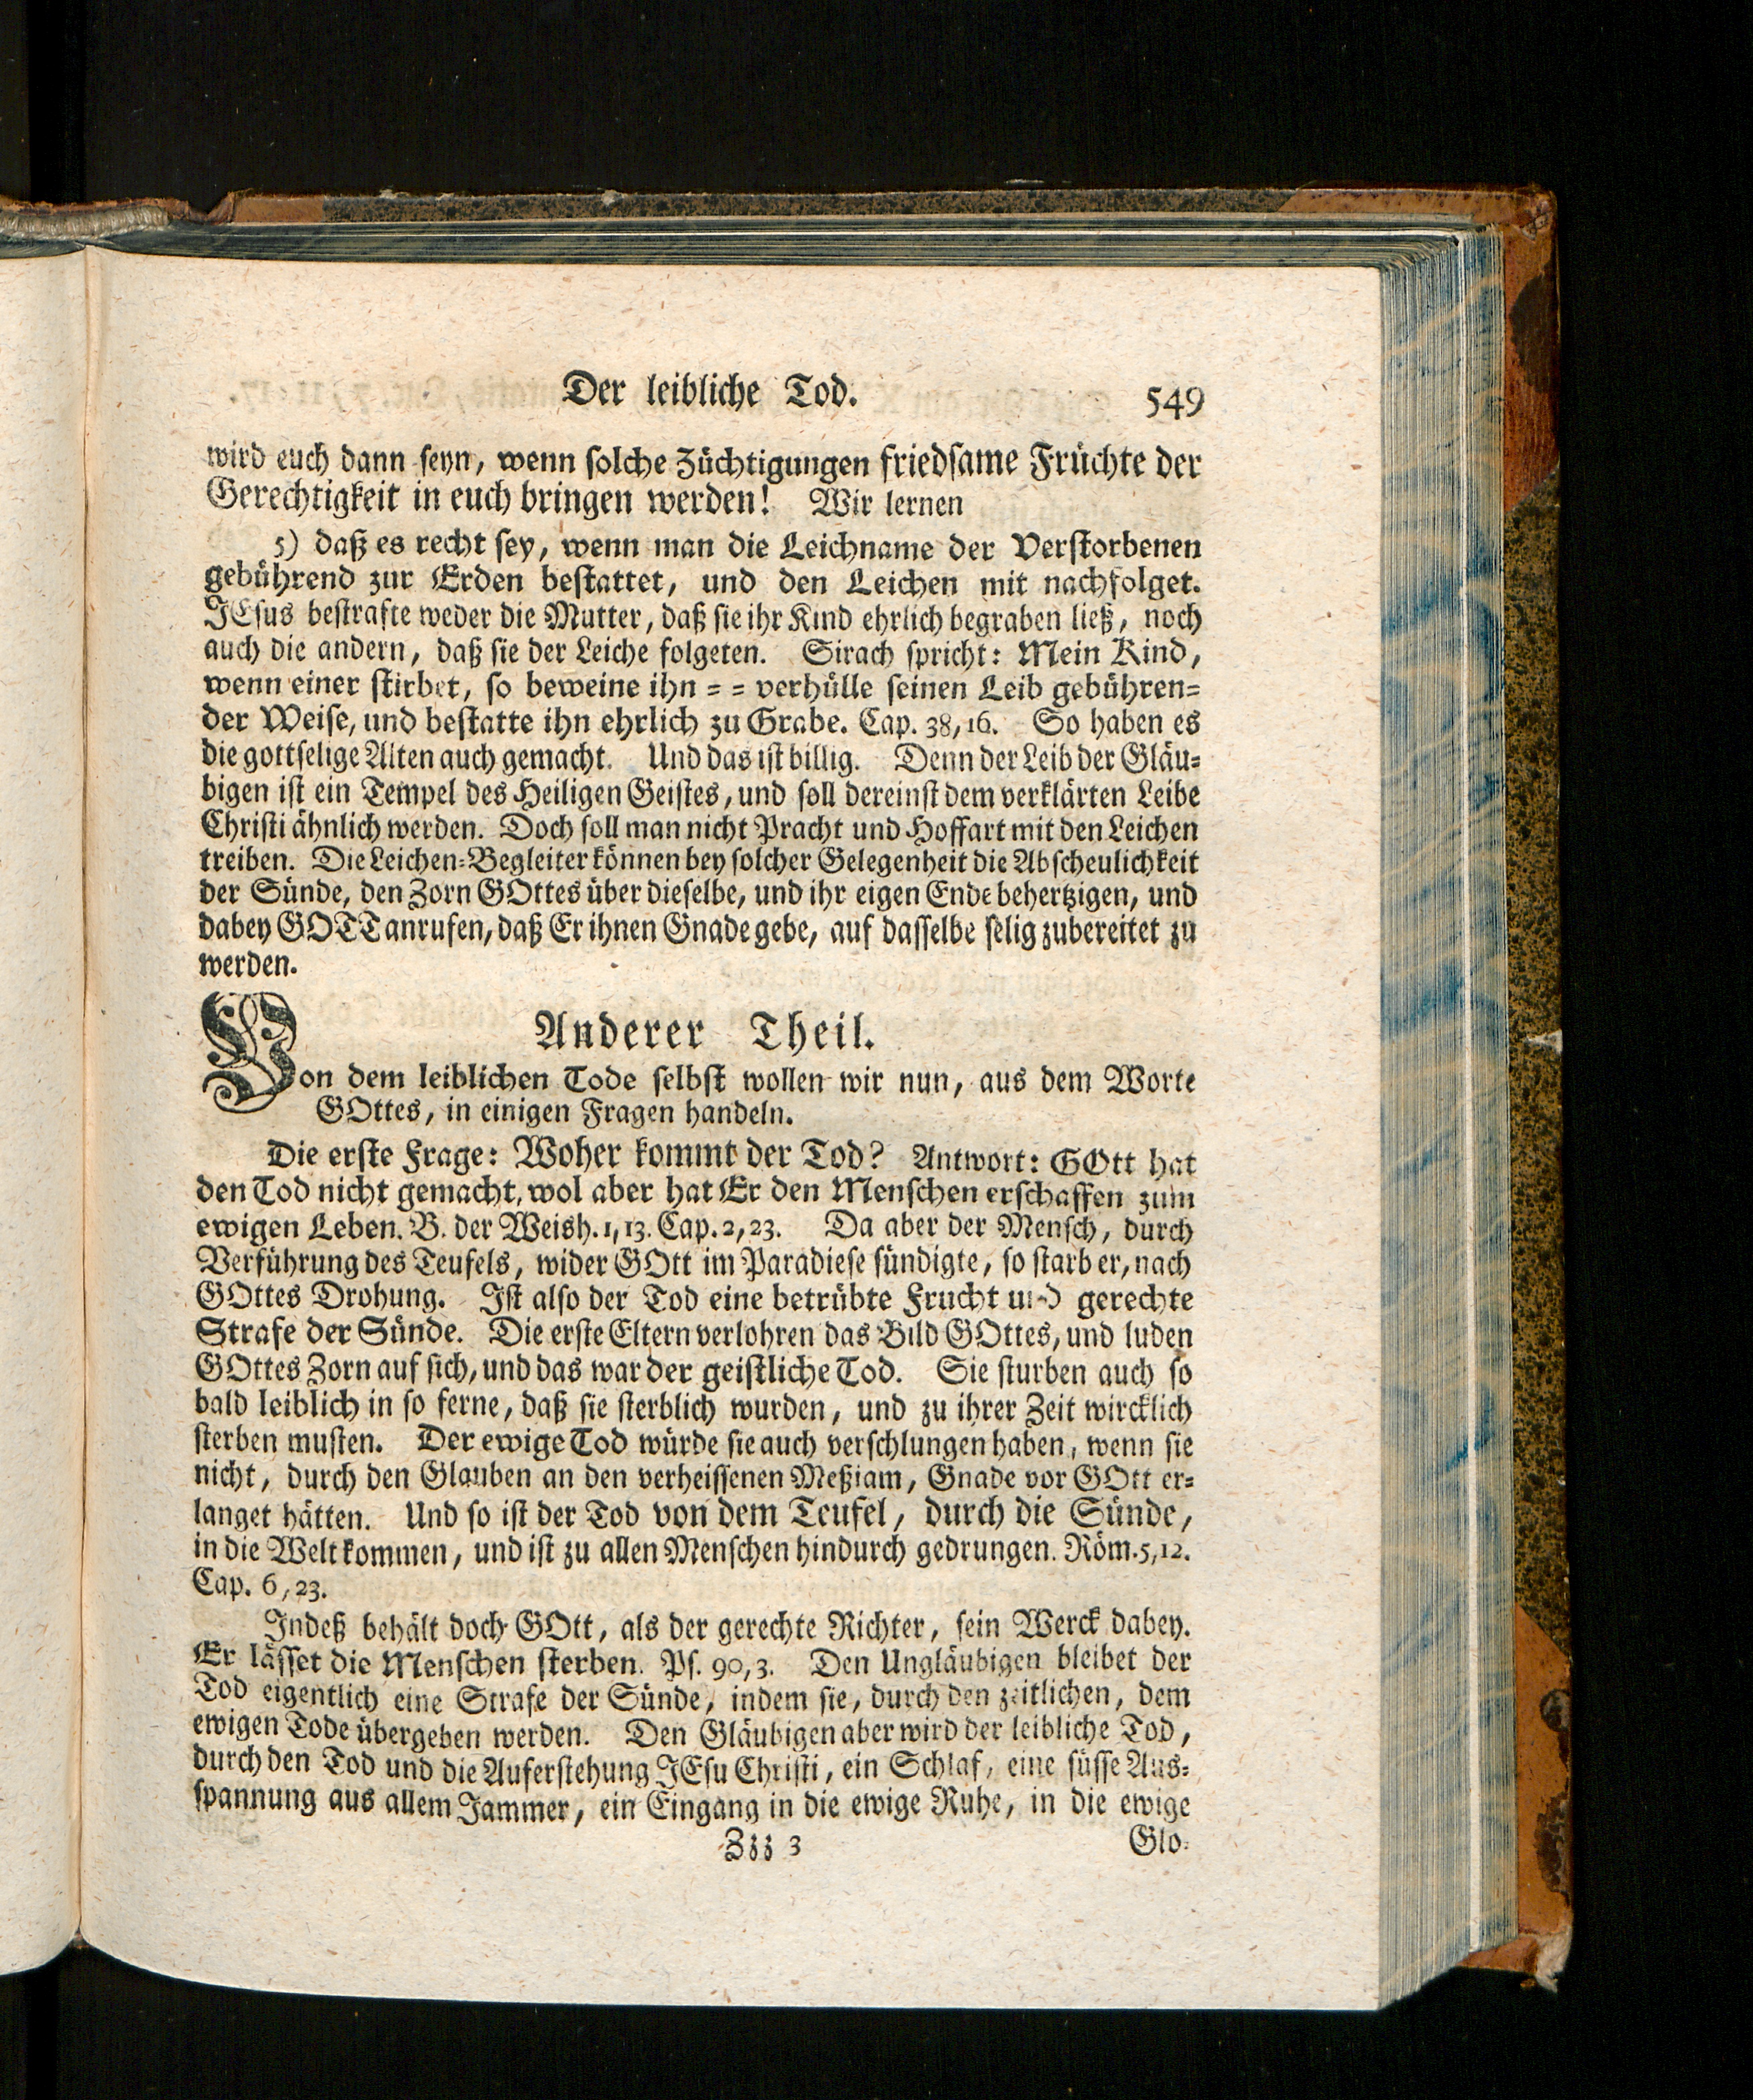 Der leibliche Tod. 549
wird euch dann seyn, wenn solche Züchtigungen friedsame Früchte der
Gerechtigkeit in euch bringen werden! Wir lernen
5) daß es recht sey, wenn man die Leichname der Verstorbenen
gebührend zur Erden bestattet, und den Leichen mit nachfolget.
JEsus bestrafte weder die Mutter, daß sie ihr Kind ehrlich begraben ließ, noch
auch die andern, daß sie der Leiche folgeten. Sirach spricht: Mein Kind,
wenn einer stirbet, so beweine ihn = = verhülle seinen Leib gebühren=
der Weise, und bestatte ihn ehrlich zu Grabe. Cap. 38, 16. So haben es
die gottselige Alten auch gemacht. Und das ist billig. Denn der Leib der Gläu=
bigen ist ein Tempel des Heiligen Geistes, und soll dereinst dem verklärten Leibe
Christi ähnlich werden. Doch soll man nicht Pracht und Hoffart mit den Leichen
treiben. Die Leichen=Begleiter können bey solcher Gelegenheit die Abscheulichkeit
der Sünde, den Zorn GOttes über dieselbe, und ihr eigen Ende behertzigen, und
dabey GOTT anrufen, daß Er ihnen Gnade gebe, auf dasselbe selig zubereitet zu
werden.
Anderer Theil.
Von dem leiblichen Tode selbst wollen wir nun, aus dem Worte
GOttes, in einigen Fragen handeln.
Die erste Frage: Woher kommt der Tod? Antwort: GOtt hat
den Tod nicht gemacht, wol aber hat Er den Menschen erschaffen zum
ewigen Leben. B. der Weish. 1, 13. Cap. 2, 23. Da aber der Mensch, durch
Verführung des Teufels, wider GOtt im Paradiese sündigte, so starb er, nach
GOttes Drohung. Ist also der Tod eine betrübte Frucht und gerechte
Strafe der Sünde. Die erste Eltern verlohren das Bild GOttes, und luden
GOttes Zorn auf sich, und das war der geistliche Tod. Sie sturben auch so
bald leiblich in so ferne, daß sie sterblich wurden, und zu ihrer Zeit wircklich
sterben musten. Der ewige Tod würde sie auch verschlungen haben, wenn sie
nicht, durch den Glauben an den verheissenen Meßiam, Gnade vor GOtt er=
langet hätten. Und so ist der Tod von dem Teufel, durch die Sünde,
in die Welt kommen, und ist zu allen Menschen hindurch gedrungen. Röm. 5, 12.
Cap. 6, 23.
Indeß behält doch GOtt, als der gerechte Richter, sein Werck dabey.
Er lässet die Menschen sterben. Ps. 90, 3. Den Ungläubigen bleibet der
Tod eigentlich eine Strafe der Sünde, indem sie, durch den zeitlichen, dem
ewigen Tode übergeben werden. Den Gläubigen aber wird der leibliche Tod,
durch den Tod und die Auferstehung JEsu Christi, ein Schlaf, eine süsse Aus=
spannung aus allem Jammer, ein Eingang in die ewige Ruhe, in die ewige
Zzz 3 Glo=